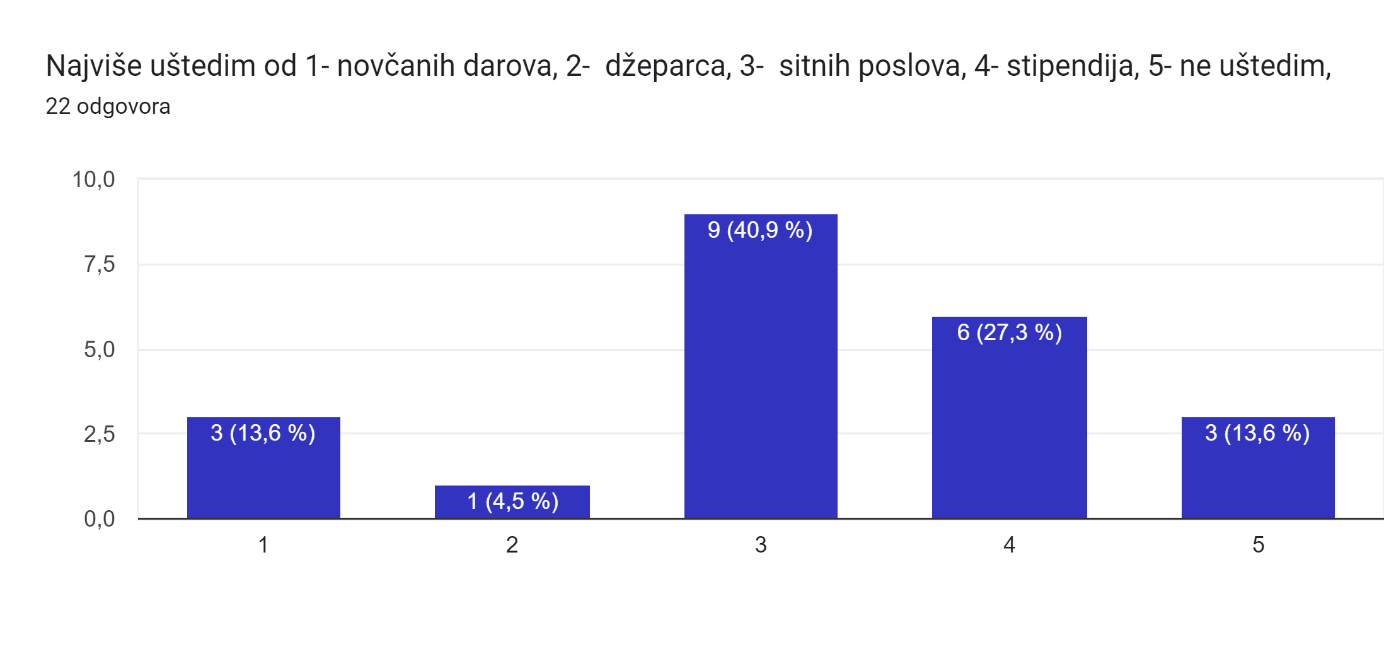 Najviše uštedim od 1- novčanih darova, 2-  džeparca, 3-  sitnih poslova, 4- stipendija, 5- ne uštedim,
22 odgovora
10,0
7,5
5,0
2,5
0,0
3 (13,6 %)
1 (4,5 %)
9 (40,9 %)
6 (27,3 %)
3 (13,6 %)
1
2
3
4
5